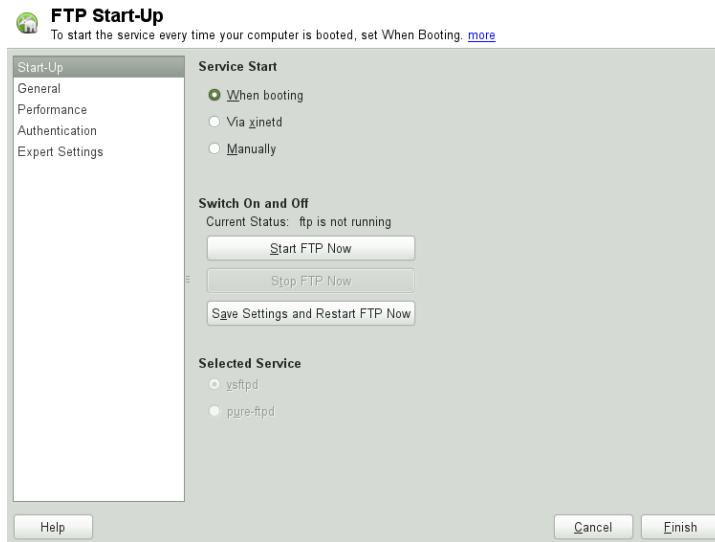 FTP Start-Up
To start the service every time your computer is booted, set When Booting. more
Start-Up
General
Performance
Authentication
Expert Settings
Service Start
When booting
Via xinetd
Manually
Switch On and Off
Current Status: ftp is not running
Start FTP Now
Stop FTP Now
Save Settings and Restart FTP Now
Selected Service
vsftpd
pure-ftpd
Help
Cancel
Finish